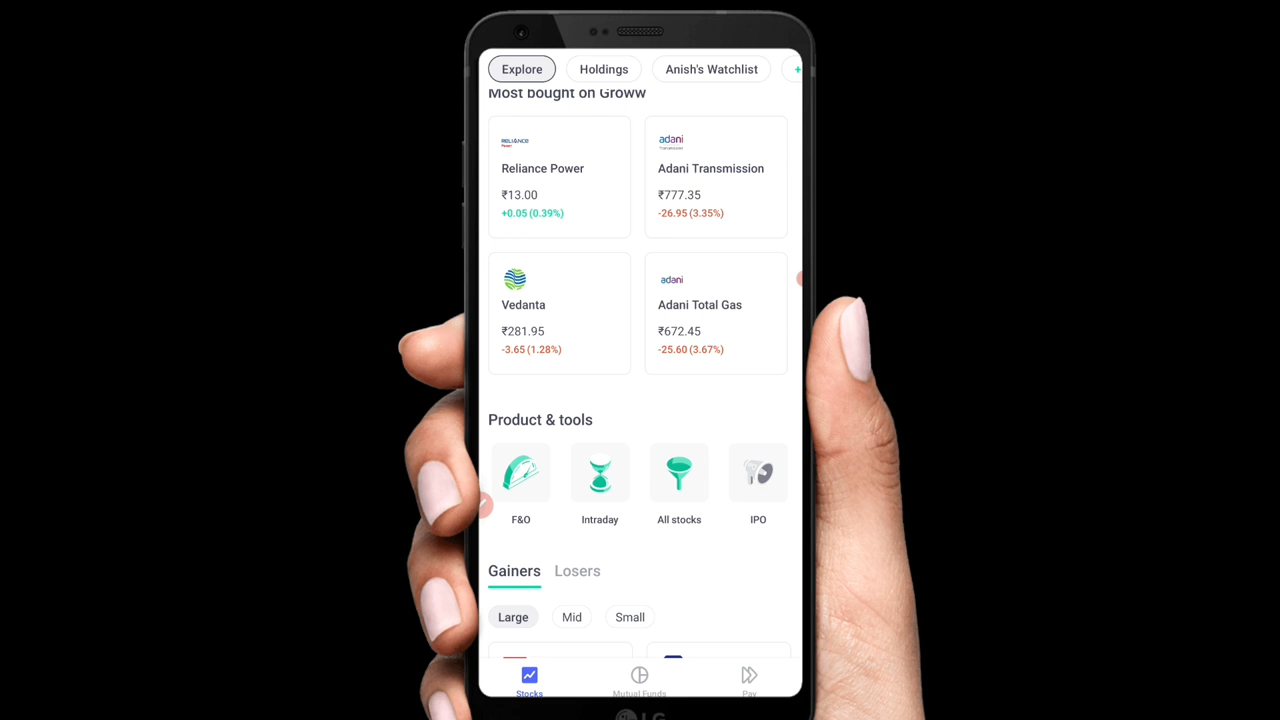 Explore
Holdings
Anish's Watchlist
+
Most bought on Groww
RELIANCE
Power
Reliance Power
₹13.00
+0.05 (0.39%)
adani
Transmission
Adani Transmission
₹777.35
-26.95 (3.35%)
Vedanta
₹281.95
-3.65 (1.28%)
adani
Adani Total Gas
₹672.45
-25.60 (3.67%)
Product & tools
F&O
Intraday
All stocks
IPO
Gainers
Losers
Large
Mid
Small
Stocks
Mutual Funds
Pay
LG